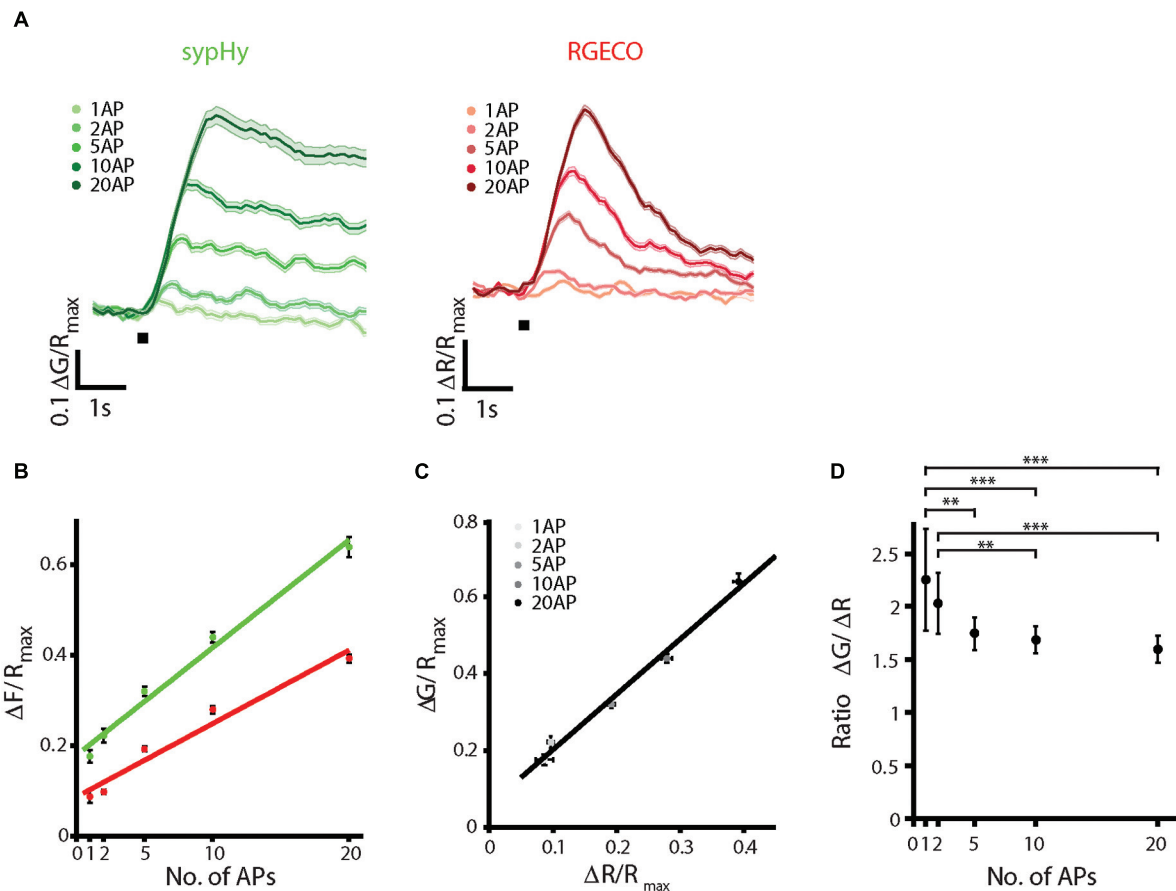 A
sypHy
RGECO
1AP
2AP
5AP
10AP
20AP
1AP
2AP
5AP
10AP
20AP
0.1 ΔG/Rmax
1s
0.1 ΔR/Rmax
1s
B
C
D
ΔF/Rmax
0.6
0.4
0.2
0
0 1 2 5 10 20
No. of APs
1AP
2AP
5AP
10AP
20AP
ΔG/Rmax
0.8
0.6
0.4
0.2
0
0 0.1 0.2 0.3 0.4
ΔR/Rmax
***
***
**
***
**
Ratio ΔG/ΔR
2.5
2
1.5
1
0.5
0
0 1 2 5 10 20
No. of APs